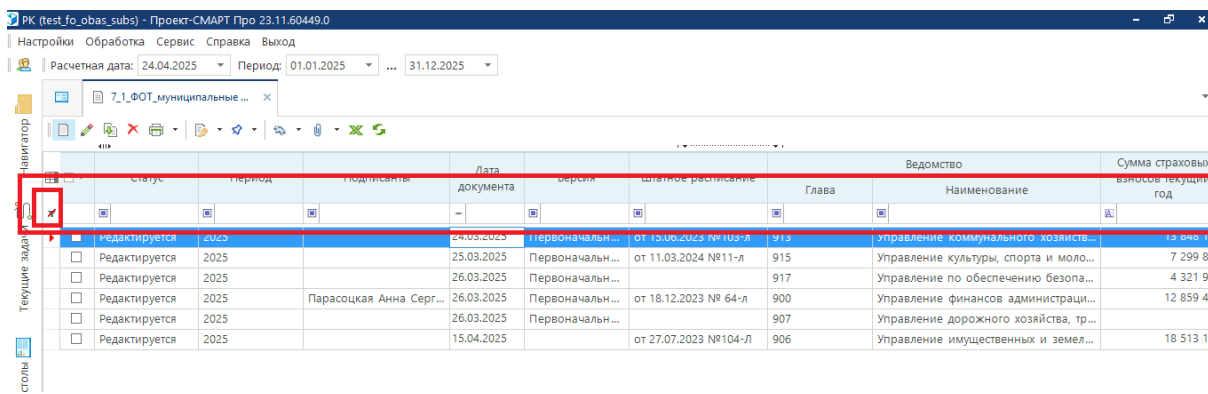 РК (test_fo_obas_subs) - Проект-СМАРТ Про 23.11.60449.0
Настройки Обработка Сервис Справка Выход
Расчетная дата: 24.04.2025 Период: 01.01.2025 ... 31.12.2025
7_1_ФОТ_муниципальные ...
Навигатор
Текущие задачи
столы
Статус Период Подписанты Дата документа Версия Штатное расписание Ведомство Сумма страховых взносов текущий год
Глава Наименование
Редактируется 2025 24.03.2025 Первоначальн... от 15.06.2023 №103-л 913 Управление коммунального хозяйств... 13 848 1
Редактируется 2025 25.03.2025 Первоначальн... от 11.03.2024 №11-л 915 Управление культуры, спорта и моло... 7 299 8
Редактируется 2025 26.03.2025 Первоначальн... 917 Управление по обеспечению безопа... 4 321 9
Редактируется 2025 Парасоцкая Анна Серг... 26.03.2025 Первоначальн... от 18.12.2023 № 64-л 900 Управление финансов администраци... 12 859 4
Редактируется 2025 26.03.2025 Первоначальн... 907 Управление дорожного хозяйства, тр...
Редактируется 2025 15.04.2025 от 27.07.2023 №104-Л 906 Управление имущественных и земел... 18 513 1